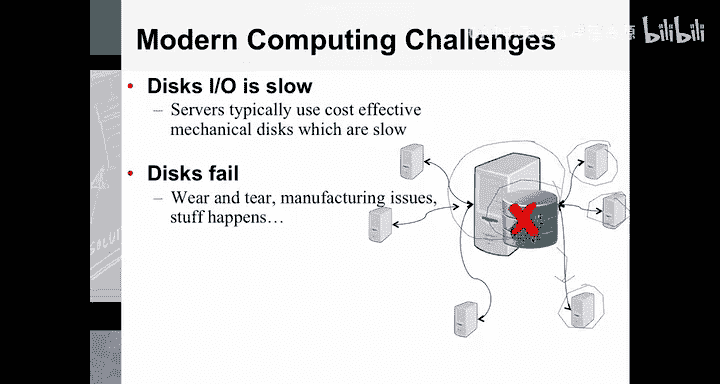 Modern Computing Challenges
bilibili
• Disks I/O is slow
– Servers typically use cost effective
mechanical disks which are slow
• Disks fail
– Wear and tear, manufacturing issues,
stuff happens…